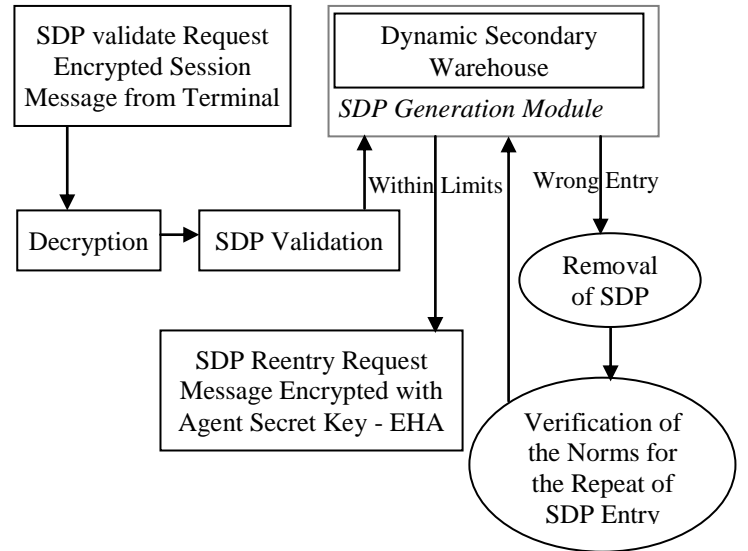 SDP validate Request
Encrypted Session
Message from Terminal
Dynamic Secondary
Warehouse
SDP Generation Module
Within Limits
Wrong Entry
Decryption
SDP Validation
Removal
of SDP
SDP Reentry Request
Message Encrypted with
Agent Secret Key - EHA
Verification of
the Norms for
the Repeat of
SDP Entry